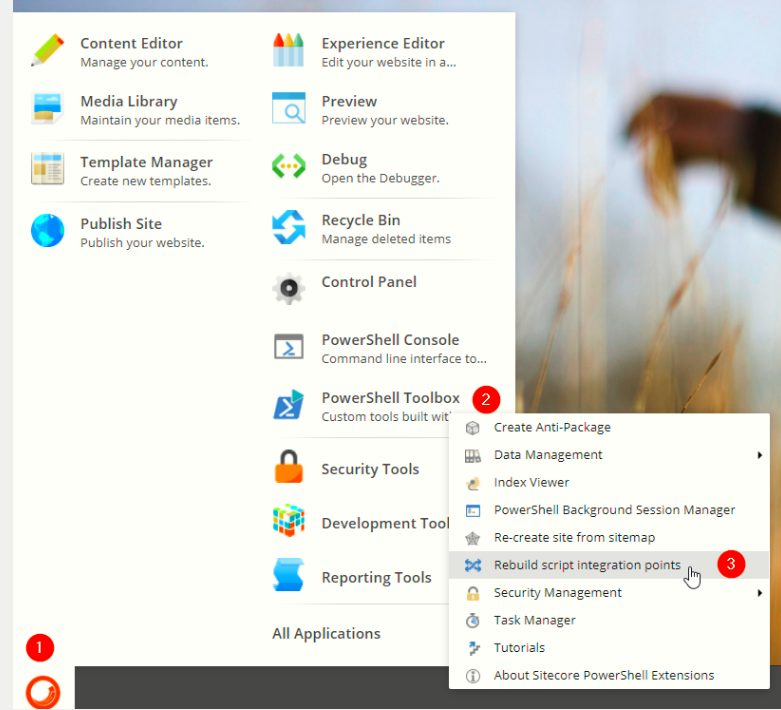 Content Editor
Manage your content.
Media Library
Maintain your media items.
Template Manager
Create new templates.
Publish Site
Publish your website.
Experience Editor
Edit your website in a...
Preview
Preview your website.
Debug
Open the Debugger.
Recycle Bin
Manage deleted items
Control Panel
PowerShell Console
Command line interface to...
PowerShell Toolbox
2
Custom tools built wit
Security Tools
Development Tool
Reporting Tools
All Applications
Create Anti-Package
Data Management
Index Viewer
PowerShell Background Session Manager
Re-create site from sitemap
Rebuild script integration points
3
Security Management
Task Manager
Tutorials
About Sitecore PowerShell Extensions
1